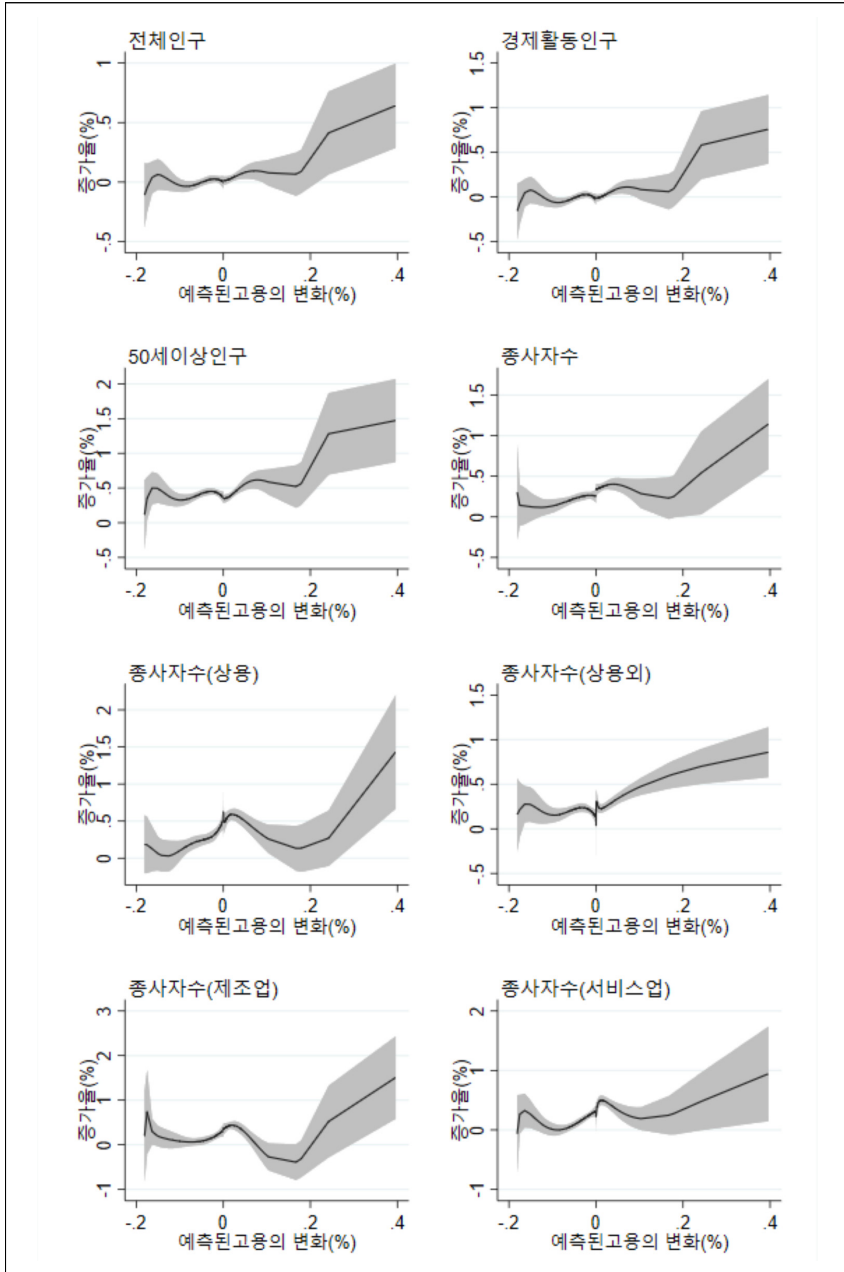 전체인구
1
.5
0
-.5
증가율(%)
-.2 0 .2 .4
예측된고용의 변화(%)
경제활동인구
1.5
1
.5
0
-.5
증가율(%)
-.2 0 .2 .4
예측된고용의 변화(%)
50세이상인구
2
1.5
1
.5
0
-.5
증가율(%)
-.2 0 .2 .4
예측된고용의 변화(%)
종사자수
1.5
1
.5
0
-.5
증가율(%)
-.2 0 .2 .4
예측된고용의 변화(%)
종사자수(상용)
2
1.5
1
.5
0
증가율(%)
-.2 0 .2 .4
예측된고용의 변화(%)
종사자수(상용외)
1.5
1
.5
0
-.5
증가율(%)
-.2 0 .2 .4
예측된고용의 변화(%)
종사자수(제조업)
3
2
1
0
-1
증가율(%)
-.2 0 .2 .4
예측된고용의 변화(%)
종사자수(서비스업)
2
1
0
-1
증가율(%)
-.2 0 .2 .4
예측된고용의 변화(%)